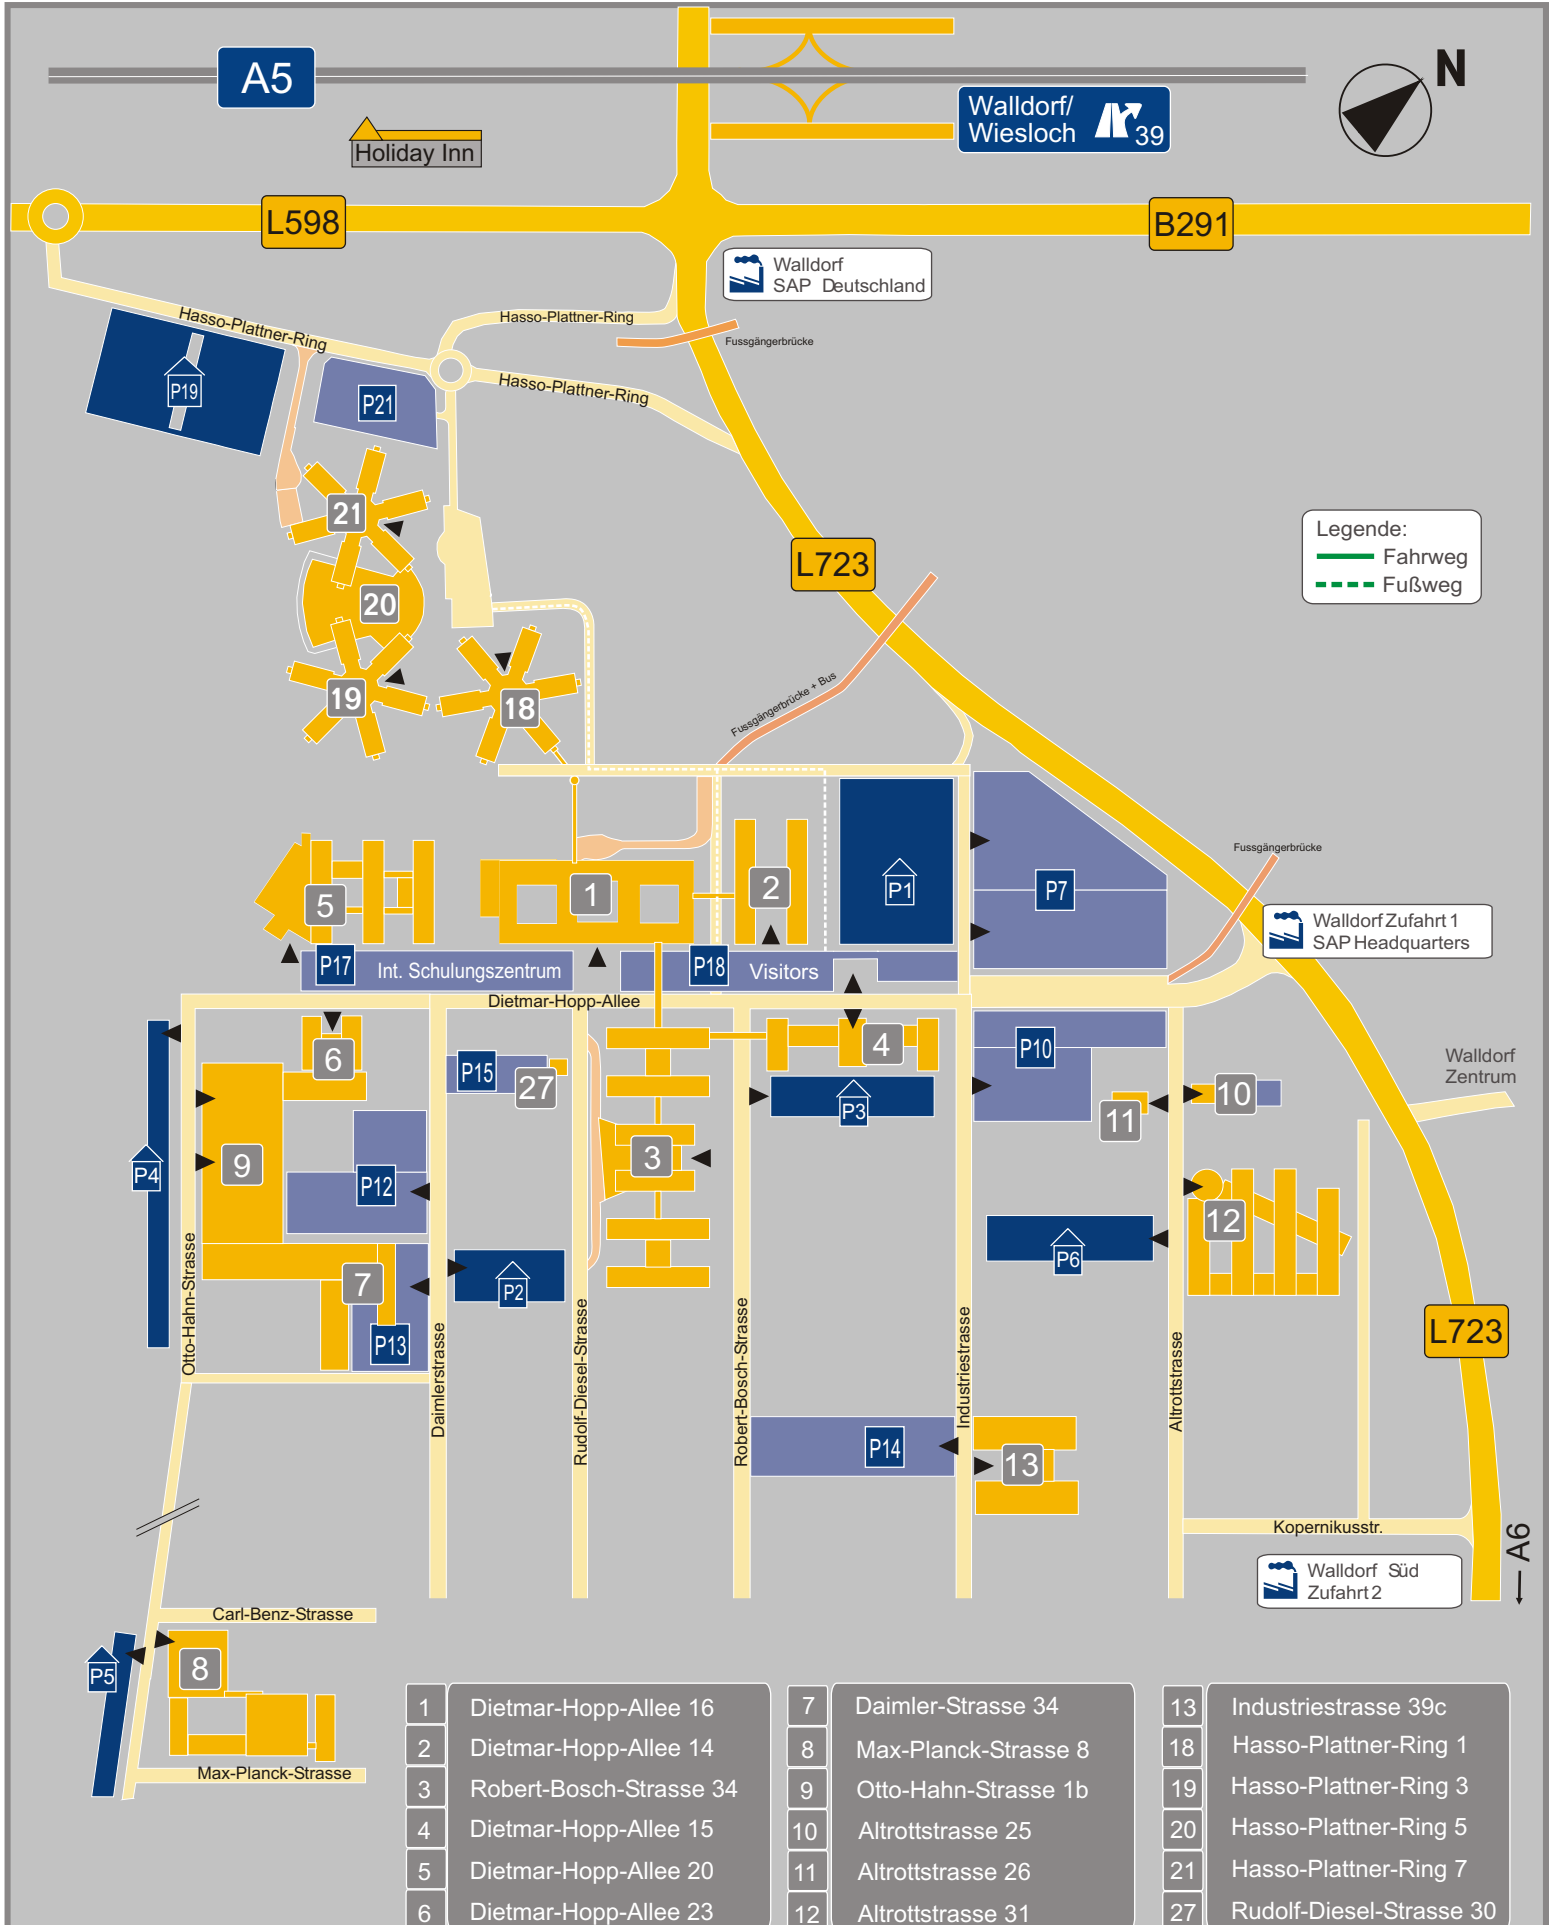 A5
N
Walldorf/
Wiesloch 39
Holiday Inn
L598
B291
Walldorf
SAP Deutschland
Hasso-Plattner-Ring
Hasso-Plattner-Ring
Fussgängerbrücke
Hasso-Plattner-Ring
P19
P21
21
L723
Legende:
Fahrweg
Fußweg
20
19
18
Fussgängerbrücke + Bus
Fussgängerbrücke
5
1
2
P1
P7
Walldorf Zufahrt 1
SAP Headquarters
P17
Int. Schulungszentrum
P18
Visitors
Dietmar-Hopp-Allee
6
P15
27
4
P10
Walldorf
Zentrum
P3
11
10
P4
9
P12
3
12
P6
7
P2
P13
L723
Otto-Hahn-Strasse
Daimlerstrasse
Rudolf-Diesel-Strasse
Robert-Bosch-Strasse
Industriestrasse
Altrottstrasse
P14
13
Kopernikusstr.
A6
Walldorf Süd
Zufahrt 2
Carl-Benz-Strasse
P5
8
Max-Planck-Strasse
1 Dietmar-Hopp-Allee 16
2 Dietmar-Hopp-Allee 14
3 Robert-Bosch-Strasse 34
4 Dietmar-Hopp-Allee 15
5 Dietmar-Hopp-Allee 20
6 Dietmar-Hopp-Allee 23
7 Daimler-Strasse 34
8 Max-Planck-Strasse 8
9 Otto-Hahn-Strasse 1b
10 Altrottstrasse 25
11 Altrottstrasse 26
12 Altrottstrasse 31
13 Industriestrasse 39c
18 Hasso-Plattner-Ring 1
19 Hasso-Plattner-Ring 3
20 Hasso-Plattner-Ring 5
21 Hasso-Plattner-Ring 7
27 Rudolf-Diesel-Strasse 30